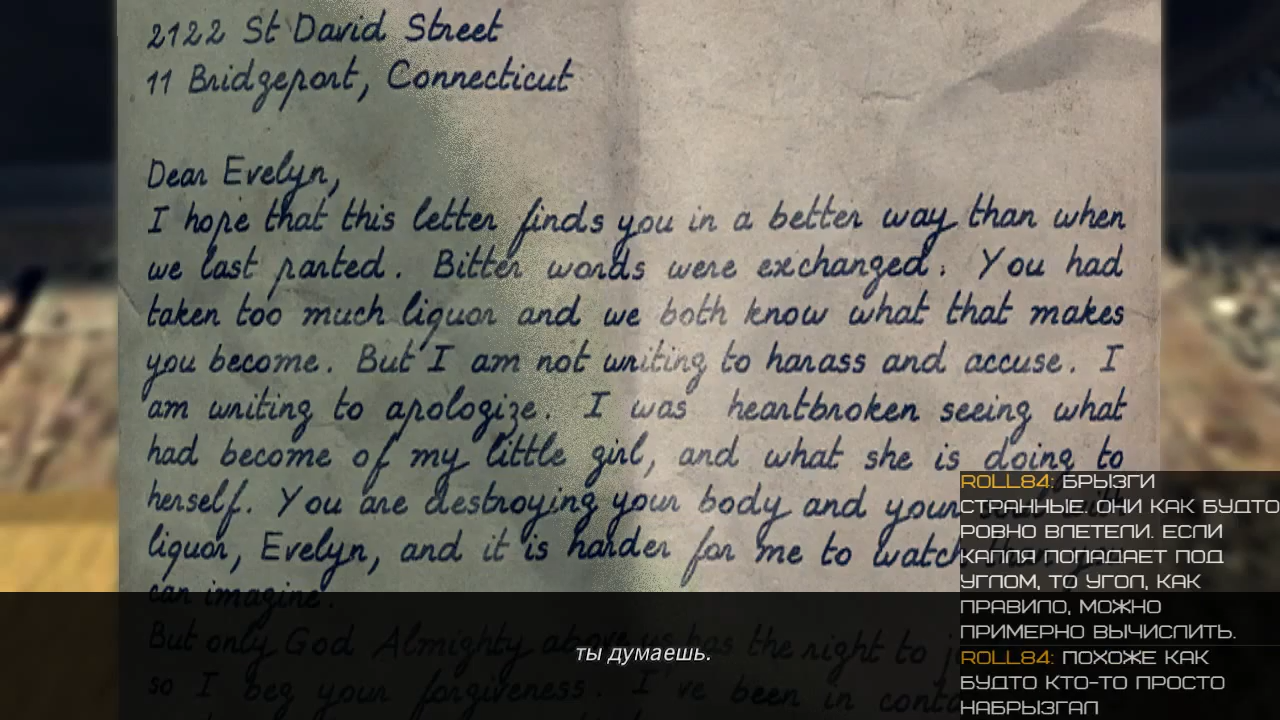 2122 St David Street
11 Bridgeport, Connecticut
Dear Evelyn,
I hope that this letter finds you in a better way than when
we last parted. Bitter words were exchanged. You had
taken too much liquor and we both know what that makes
you become. But I am not writing to harass and accuse. I
am writing to apologize. I was heartbroken seeing what
had become of my little girl, and what she is doing to
herself. You are destroying your body and your
liquor, Evelyn, and it is harder for me to watch
can imagine.
But only God Almighty above us has the right to
so I beg your forgiveness. I've been in
ты думаешь.
ROLL84: БРЫЗГИ
СТРАННЫЕ. ОНИ КАК БУДТО
РОВНО ВЛЕТЕЛИ. ЕСЛИ
КАПЛЯ ПОПАДАЕТ ПОД
УГЛОМ, ТО УГОЛ, КАК
ПРАВИЛО, МОЖНО
ПРИМЕРНО ВЫЧИСЛИТЬ.
ROLL84: ПОХОЖЕ КАК
БУДТО КТО-ТО ПРОСТО
НАБРЫЗГАЛ